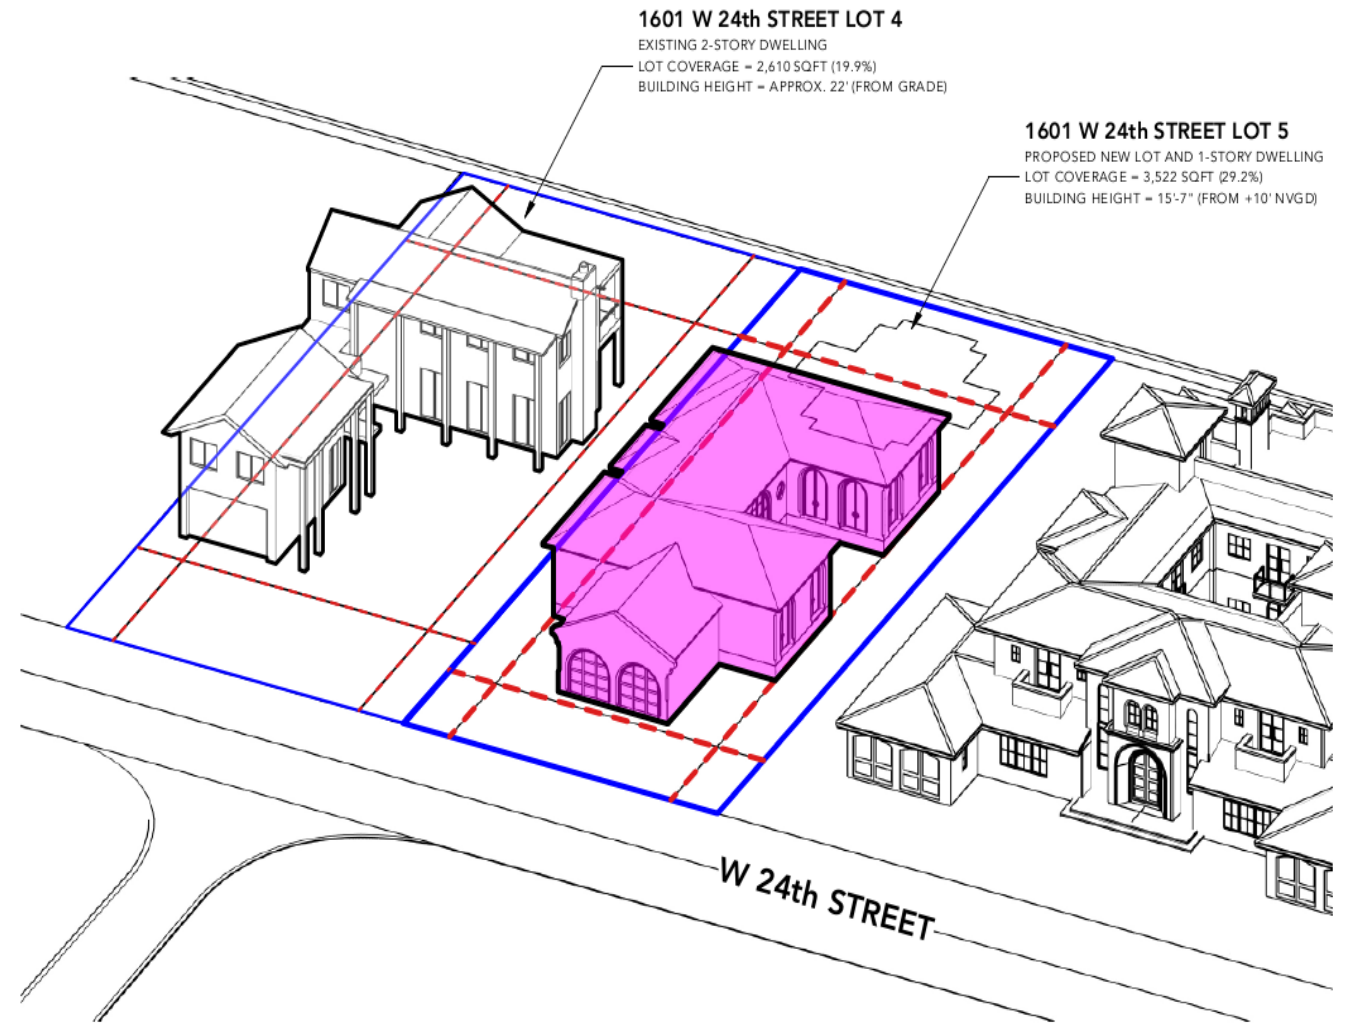 1601 W 24th STREET LOT 4
EXISTING 2-STORY DWELLING
LOT COVERAGE = 2,610 SQFT (19.9%)
BUILDING HEIGHT = APPROX. 22' (FROM GRADE)
1601 W 24th STREET LOT 5
PROPOSED NEW LOT AND 1-STORY DWELLING
LOT COVERAGE = 3,522 SQFT (29.2%)
BUILDING HEIGHT = 15'-7" (FROM +10' NVGD)
W 24th STREET